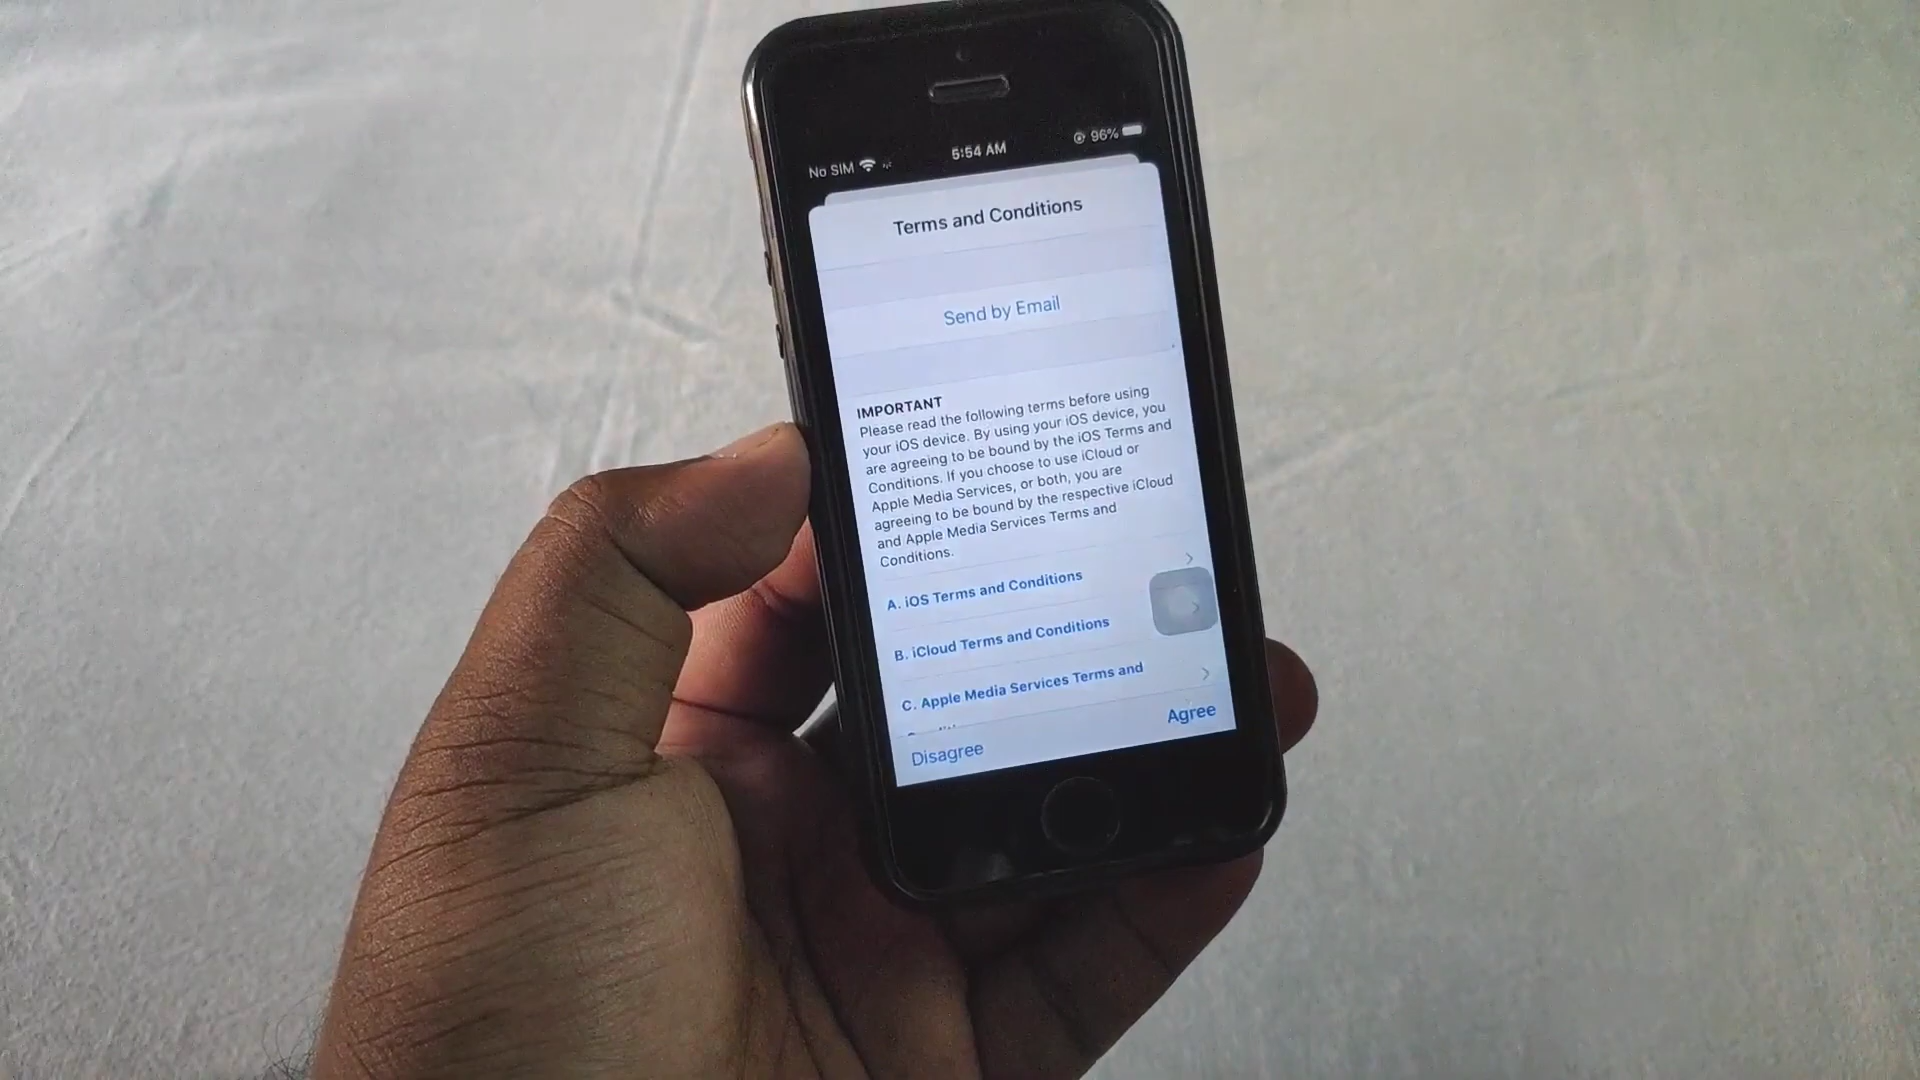 No SIM 5:54 AM 96%
Terms and Conditions
Send by Email
IMPORTANT
Please read the following terms before using
your iOS device. By using your iOS device, you
are agreeing to be bound by the iOS Terms and
Conditions. If you choose to use iCloud or
Apple Media Services, or both, you are
agreeing to be bound by the respective iCloud
and Apple Media Services Terms and
Conditions.
A. iOS Terms and Conditions
B. iCloud Terms and Conditions
C. Apple Media Services Terms and
Disagree Agree